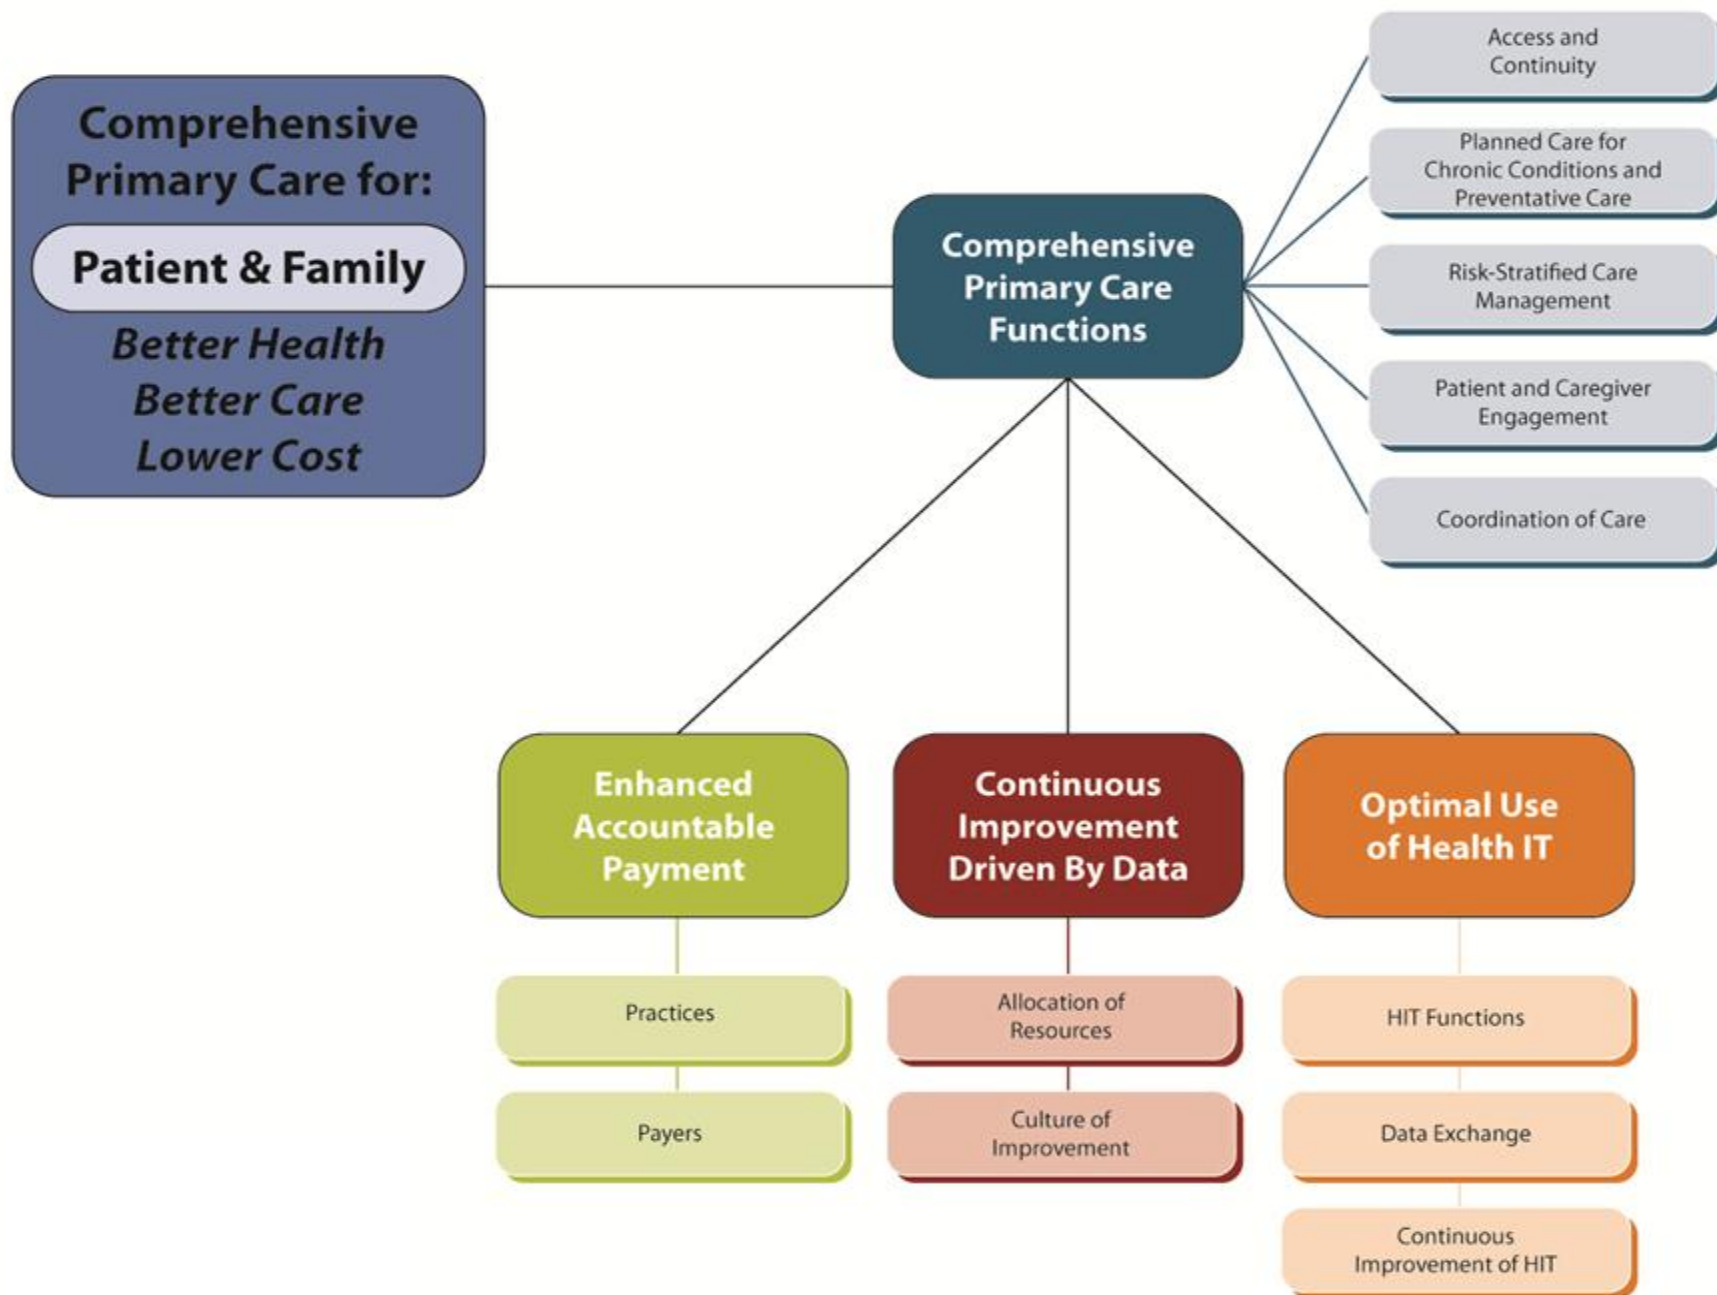 Comprehensive
Primary Care for:
Patient & Family
Better Health
Better Care
Lower Cost
Comprehensive
Primary Care
Functions
Access and
Continuity
Planned Care for
Chronic Conditions and
Preventative Care
Risk-Stratified Care
Management
Patient and Caregiver
Engagement
Coordination of Care
Enhanced
Accountable
Payment
Practices
Payers
Continuous
Improvement
Driven By Data
Allocation of
Resources
Culture of
Improvement
Optimal Use
of Health IT
HIT Functions
Data Exchange
Continuous
Improvement of HIT